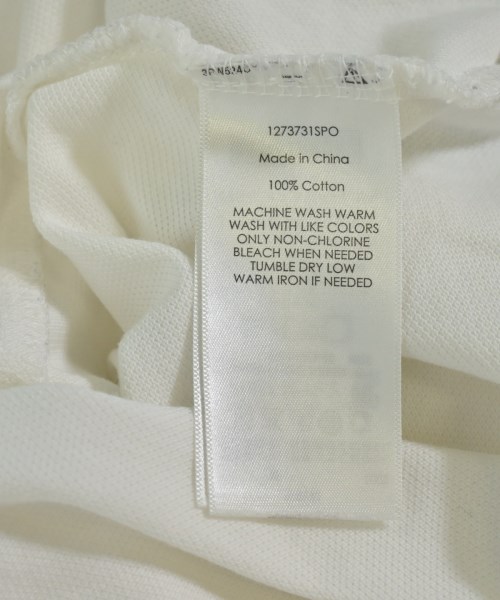 1273731SPO
Made in China
100% Cotton
MACHINE WASH WARM
WASH WITH LIKE COLORS
ONLY NON-CHLORINE
BLEACH WHEN NEEDED
TUMBLE DRY LOW
WARM IRON IF NEEDED